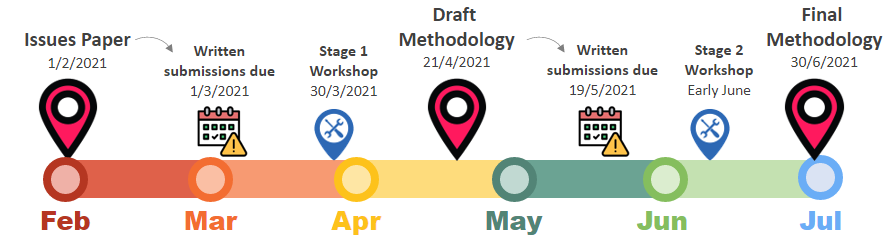 Issues Paper
1/2/2021
Written
submissions due
1/3/2021
Stage 1
Workshop
30/3/2021
Draft
Methodology
21/4/2021
Written
submissions due
19/5/2021
Stage 2
Workshop
Early June
Final
Methodology
30/6/2021
Feb
Mar
Apr
May
Jun
Jul